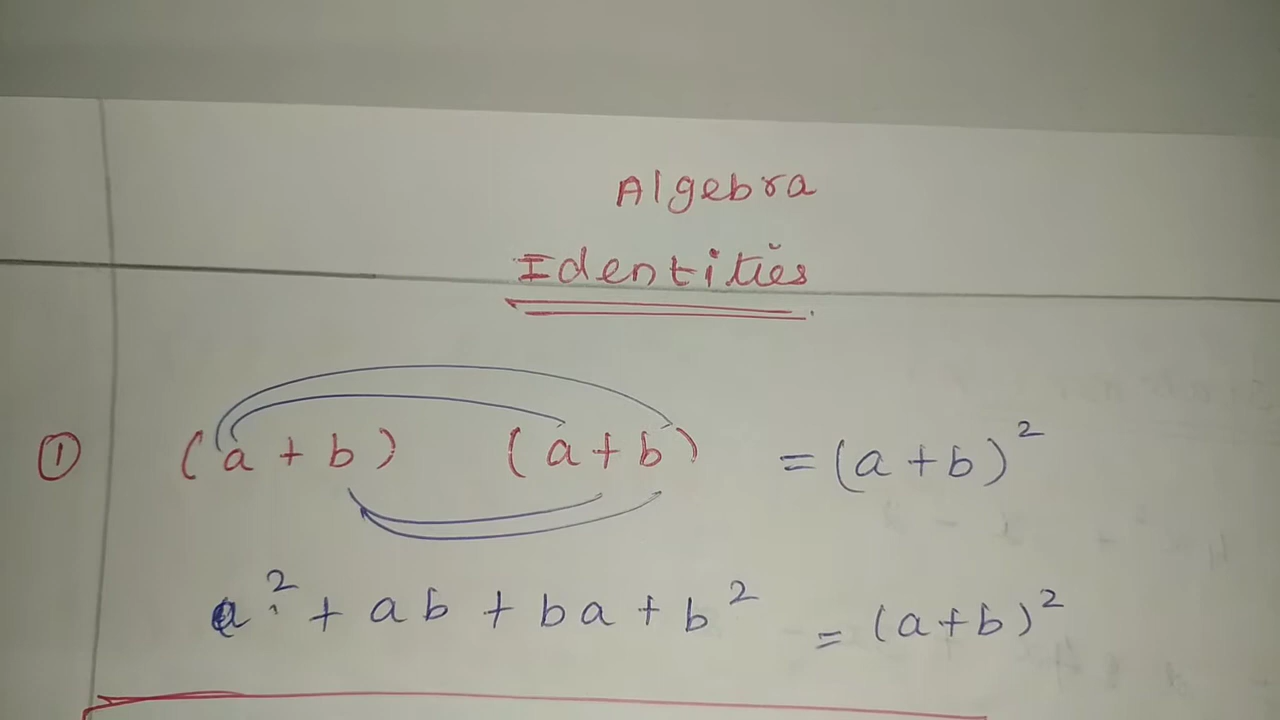 Algebra
Identities
① (a + b) (a + b) = (a + b)²
a² + ab + ba + b² = (a + b)²